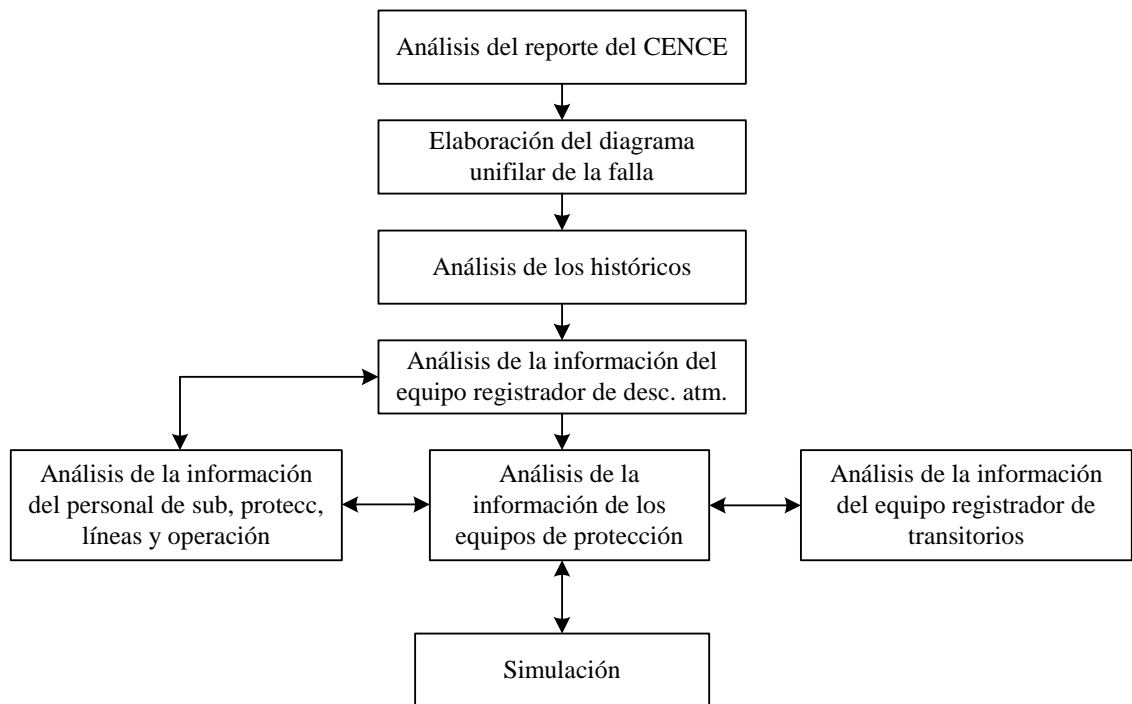 Análisis del reporte del CENCE
Elaboración del diagrama
unifilar de la falla
Análisis de los históricos
Análisis de la información del
equipo registrador de desc. atm.
Análisis de la información
del personal de sub, protecc,
líneas y operación
Análisis de la
información de los
equipos de protección
Análisis de la información
del equipo registrador de
transitorios
Simulación